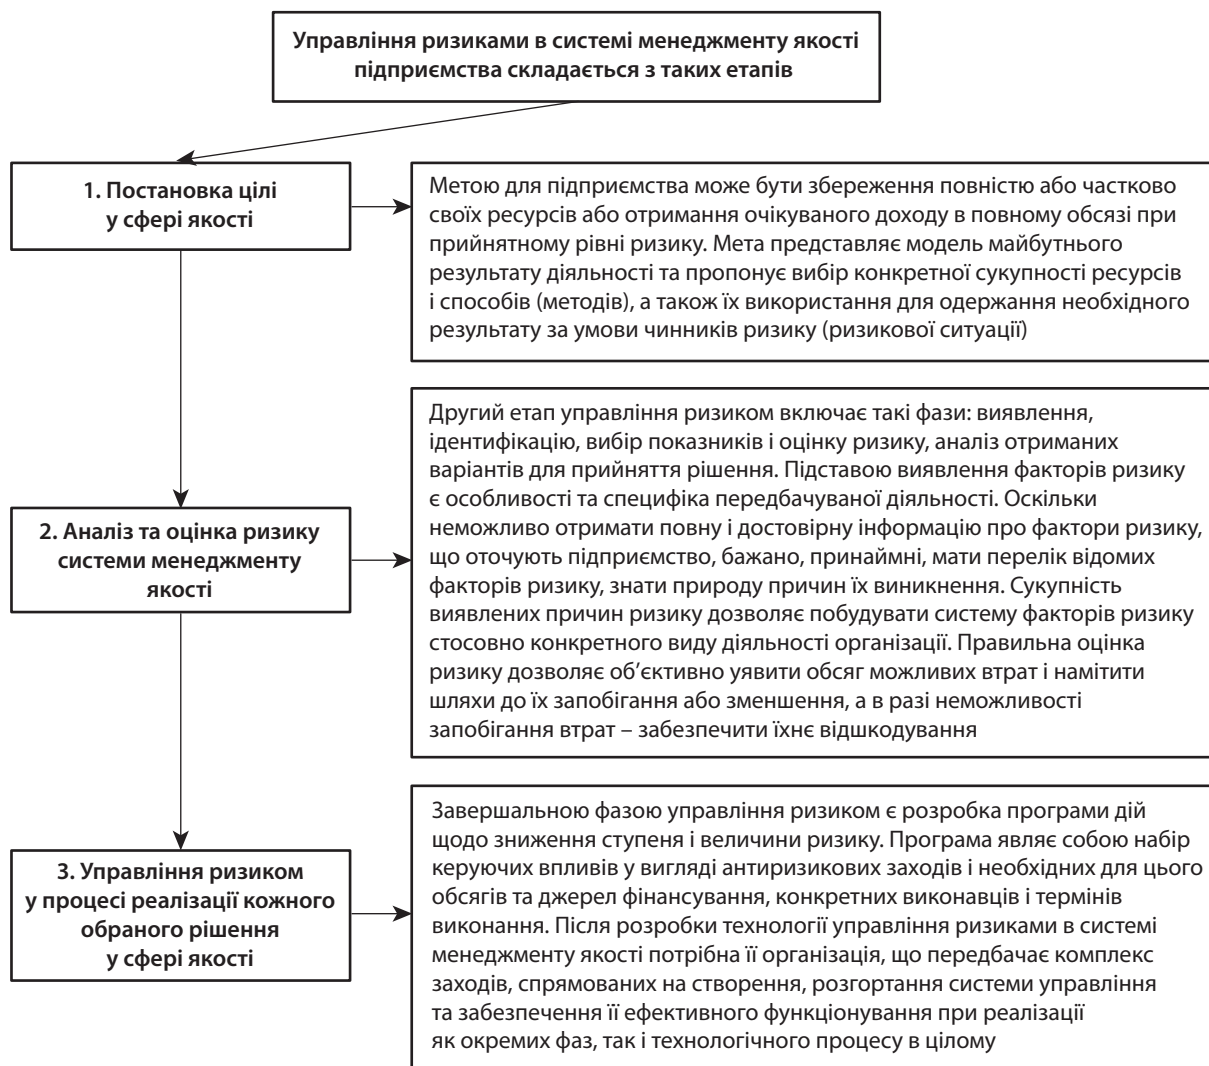 Управління ризиками в системі менеджменту якості
підприємства складається з таких етапів
1. Постановка цілі
у сфері якості
Метою для підприємства може бути збереження повністю або частково
своїх ресурсів або отримання очікуваного доходу в повному обсязі при
прийнятному рівні ризику. Мета представляє модель майбутнього
результату діяльності та пропонує вибір конкретної сукупності ресурсів
і способів (методів), а також їх використання для одержання необхідного
результату за умови чинників ризику (ризикової ситуації)
2. Аналіз та оцінка ризику
системи менеджменту
якості
Другий етап управління ризиком включає такі фази: виявлення,
ідентифікацію, вибір показників і оцінку ризику, аналіз отриманих
варіантів для прийняття рішення. Підставою виявлення факторів ризику
є особливості та специфіка передбачуваної діяльності. Оскільки
неможливо отримати повну і достовірну інформацію про фактори ризику,
що оточують підприємство, бажано, принаймні, мати перелік відомих
факторів ризику, знати природу причин їх виникнення. Сукупність
виявлених причин ризику дозволяє побудувати систему факторів ризику
стосовно конкретного виду діяльності організації. Правильна оцінка
ризику дозволяє об’єктивно уявити обсяг можливих втрат і намітити
шляхи до їх запобігання або зменшення, а в разі неможливості
запобігання втрат – забезпечити їхнє відшкодування
3. Управління ризиком
у процесі реалізації кожного
обраного рішення
у сфері якості
Завершальною фазою управління ризиком є розробка програми дій
щодо зниження ступеня і величини ризику. Програма являє собою набір
керуючих впливів у вигляді антиризикових заходів і необхідних для цього
обсягів та джерел фінансування, конкретних виконавців і термінів
виконання. Після розробки технології управління ризиками в системі
менеджменту якості потрібна її організація, що передбачає комплекс
заходів, спрямованих на створення, розгортання системи управління
та забезпечення її ефективного функціонування при реалізації
як окремих фаз, так і технологічного процесу в цілому